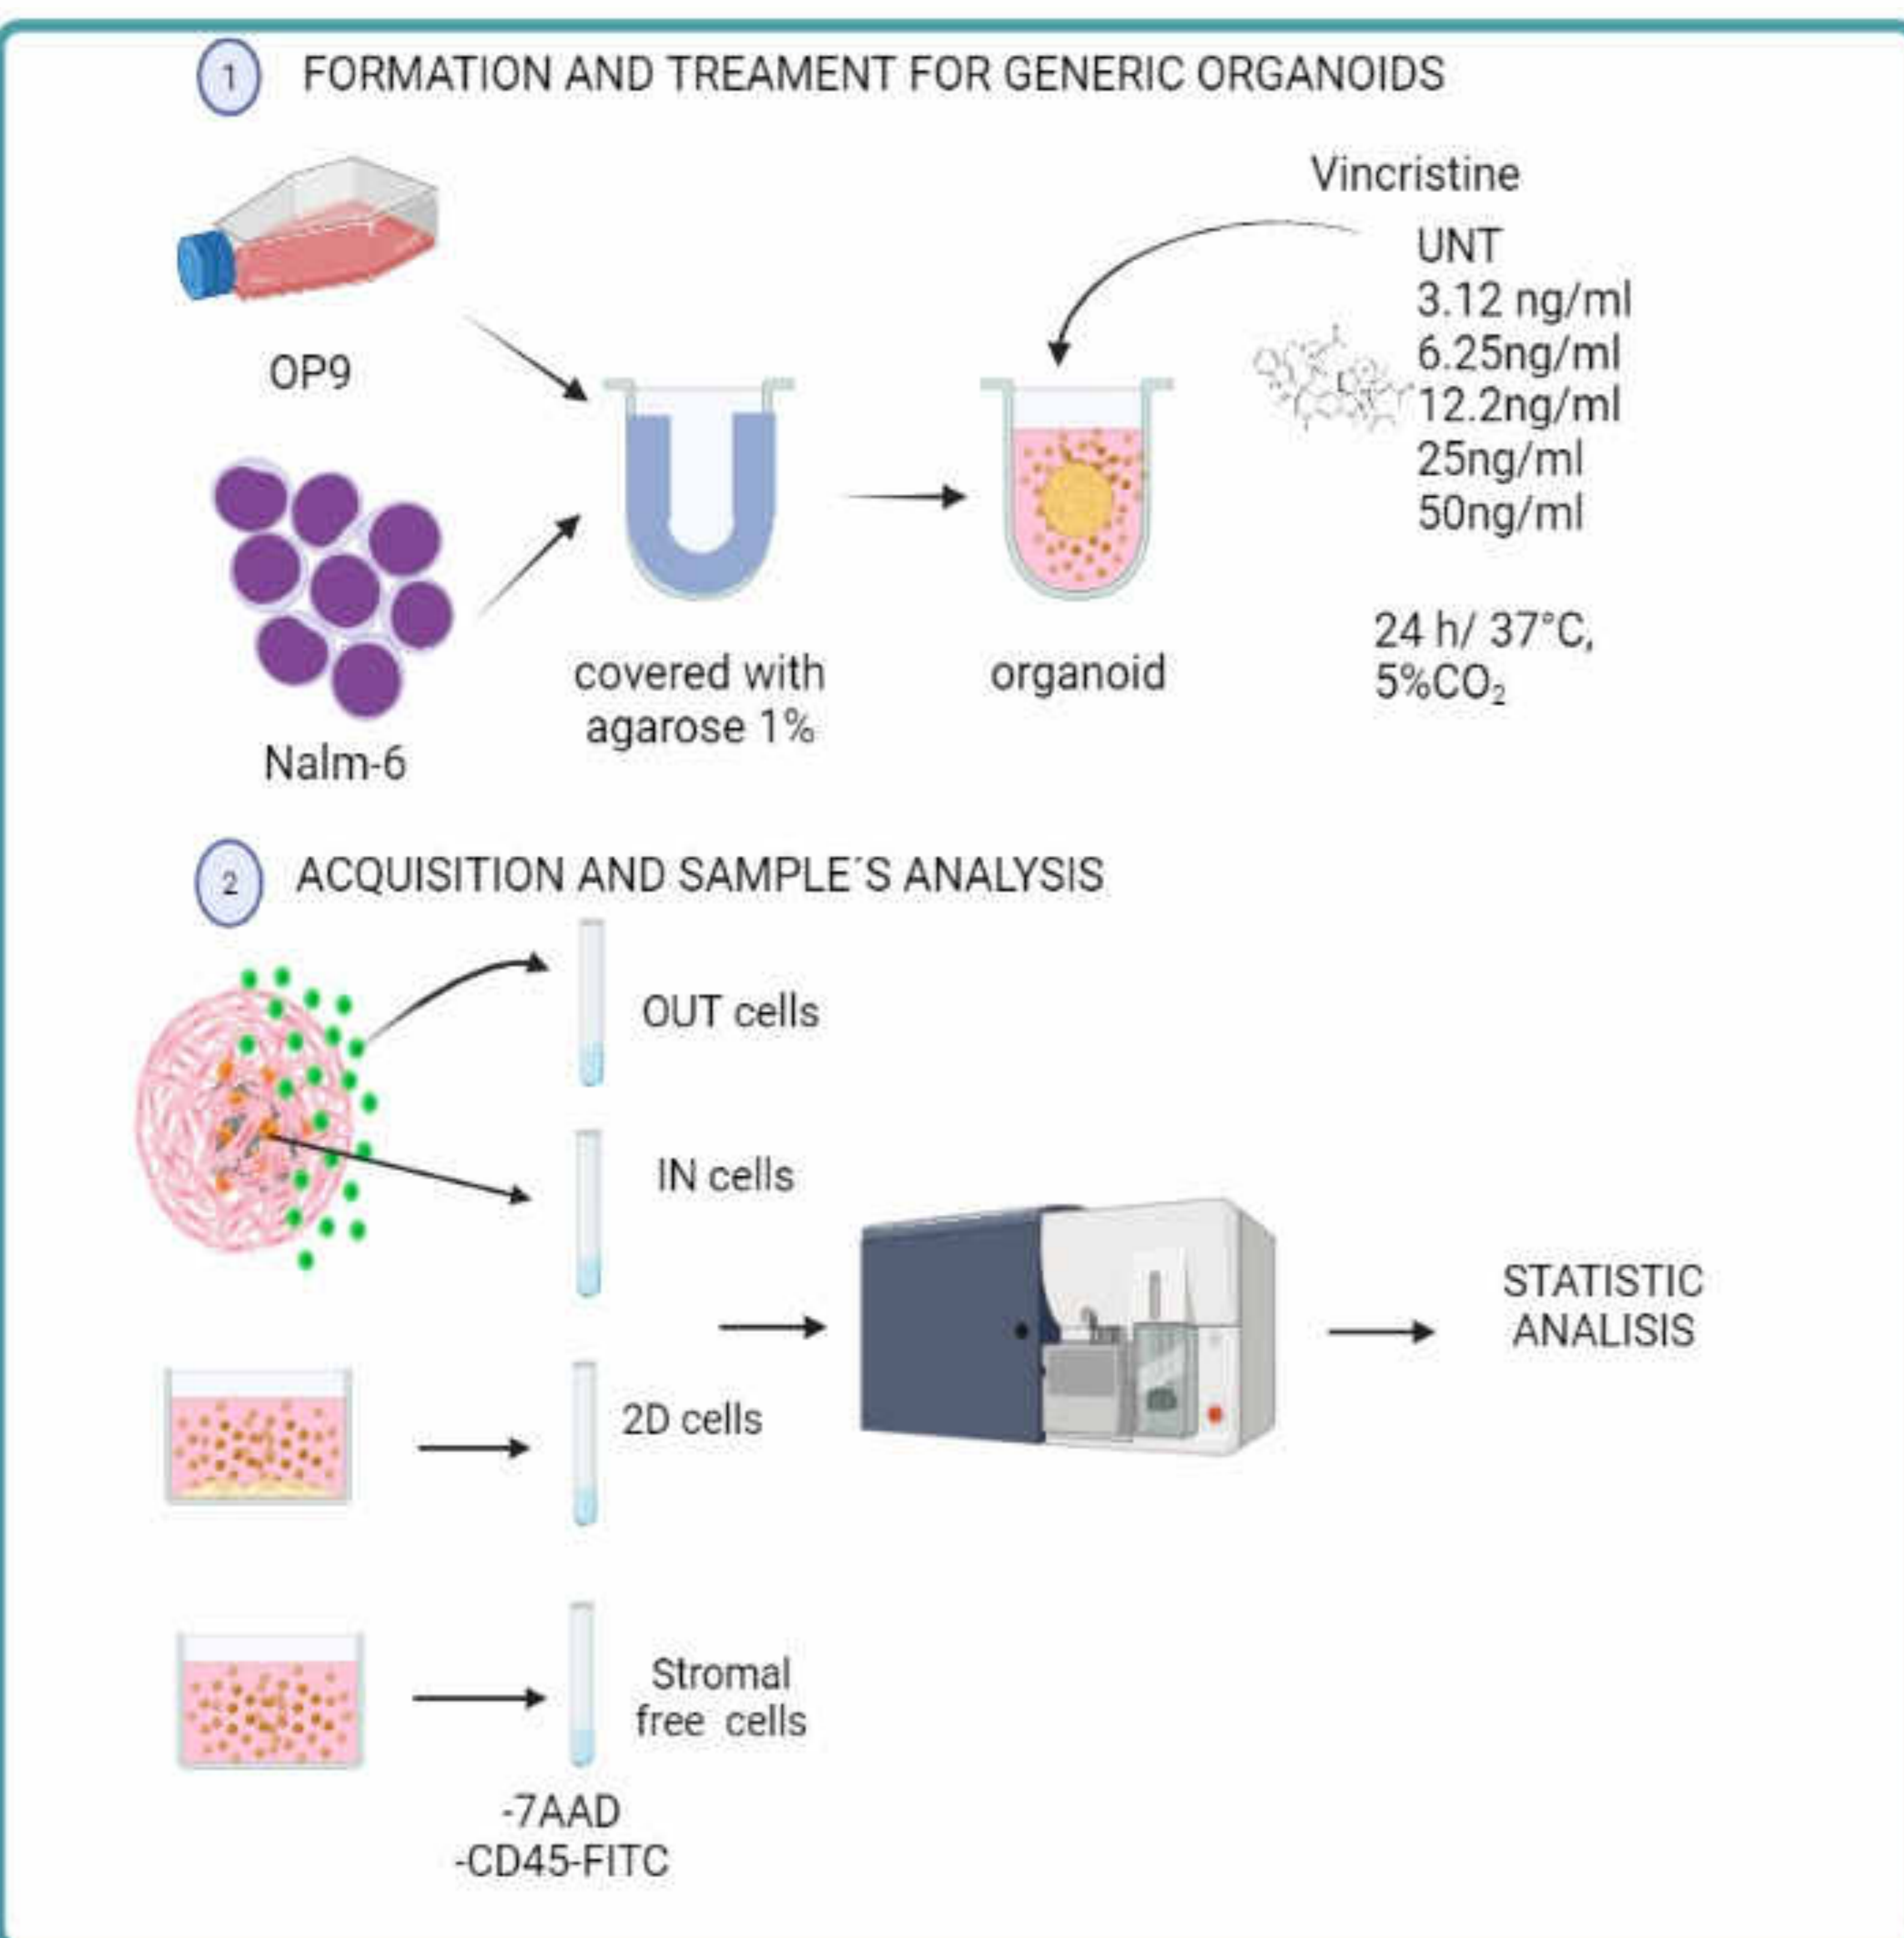 1
FORMATION AND TREAMENT FOR GENERIC ORGANOIDS
Vincristine
UNT
3.12 ng/ml
6.25ng/ml
12.2ng/ml
25ng/ml
50ng/ml
OP9
24 h/ 37°C,
5%CO₂
covered with
agarose 1%
organoid
Nalm-6
2
ACQUISITION AND SAMPLE´S ANALYSIS
OUT cells
IN cells
STATISTIC
ANALISIS
2D cells
Stromal
free cells
-7AAD
-CD45-FITC